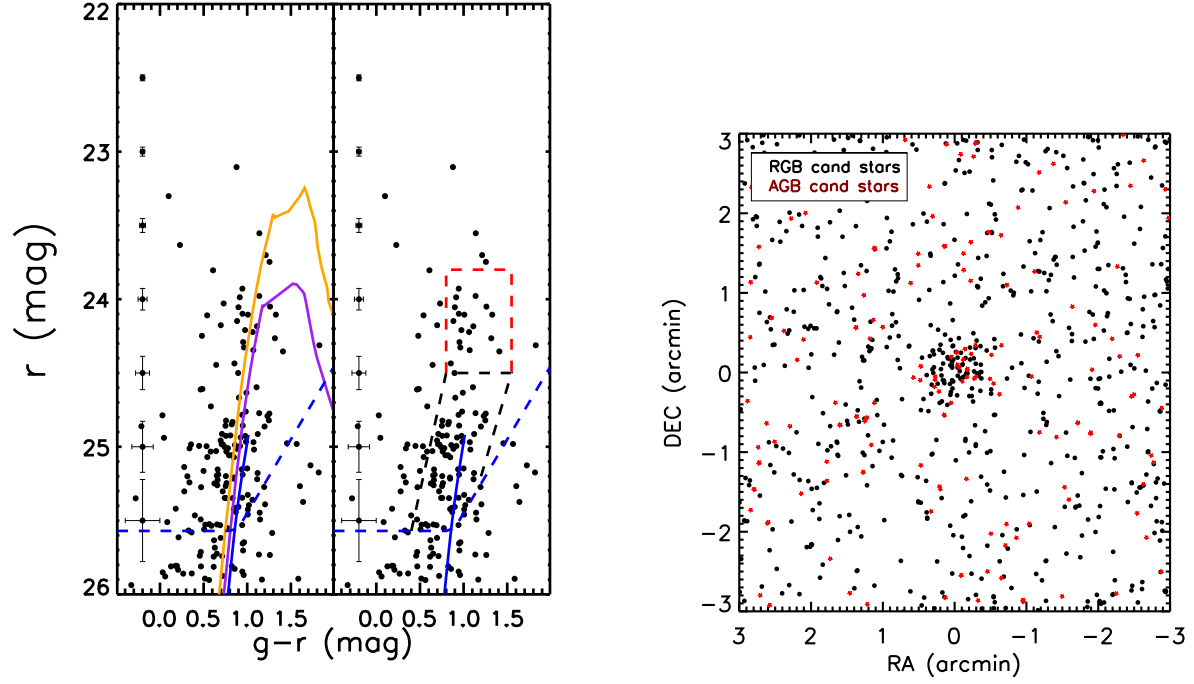 22
23
24
25
26
r (mag)
0.0 0.5 1.0 1.5
0.0 0.5 1.0 1.5
g−r (mag)
RGB cand stars
AGB cand stars
3
2
1
0
−1
−2
−3
DEC (arcmin)
3 2 1 0 −1 −2 −3
RA (arcmin)